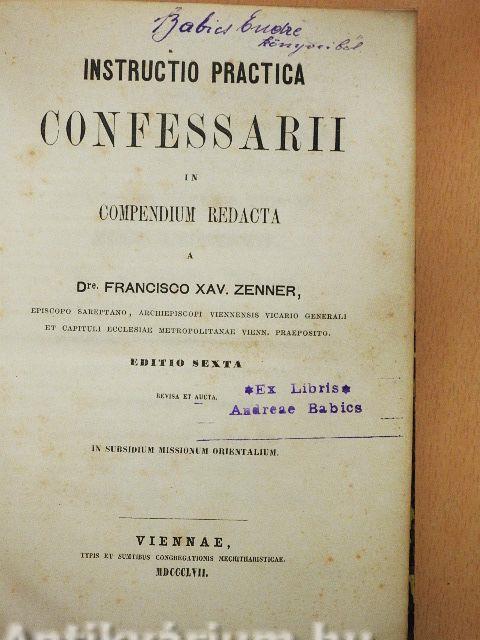 Babics Endre
könyveiből
INSTRUCTIO PRACTICA
CONFESSARII
IN
COMPENDIUM REDACTA
A
Dre. FRANCISCO XAV. ZENNER,
EPISCOPO SAREPTANO, ARCHIEPISCOPI VIENNENSIS VICARIO GENERALI
ET CAPITULI ECCLESIAE METROPOLITANAE VIENN. PRAEPOSITO.
EDITIO SEXTA
REVISA ET AUCTA.
*Ex Libris*
Andreae Babics
IN SUBSIDIUM MISSIONUM ORIENTALIUM.
VIENNAE,
TYPIS ET SUMTIBUS CONGREGATIONIS MECHITHARISTICAE.
MDCCCLVII.
Antikvárium.hu